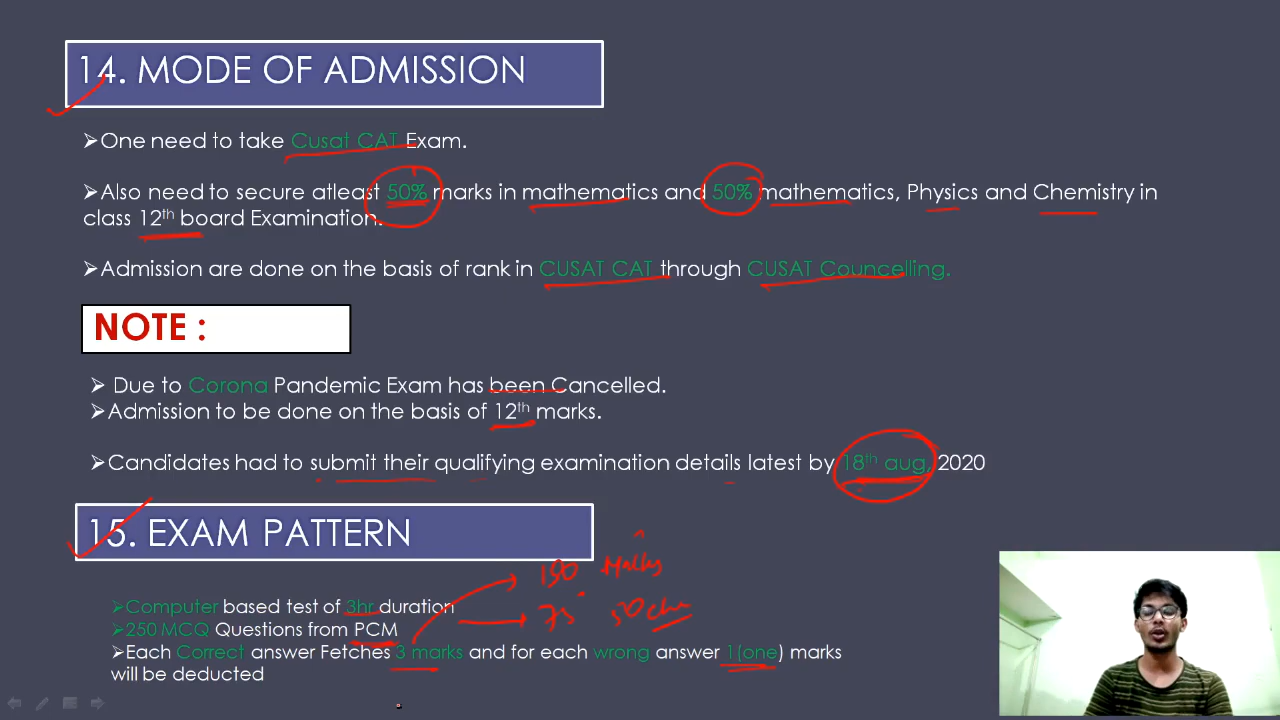 14. MODE OF ADMISSION
➢One need to take Cusat CAT Exam.
➢Also need to secure atleast 50% marks in mathematics and 50% mathematics, Physics and Chemistry in
class 12th board Examination.
➢Admission are done on the basis of rank in CUSAT CAT through CUSAT Councelling.
NOTE :
➢ Due to Corona Pandemic Exam has been Cancelled.
➢Admission to be done on the basis of 12th marks.
➢Candidates had to submit their qualifying examination details latest by 18th aug, 2020
15. EXAM PATTERN
150 Maths
75 50 che
➢Computer based test of 3hr duration
➢250 MCQ Questions from PCM
➢Each Correct answer Fetches 3 marks and for each wrong answer 1(one) marks
will be deducted